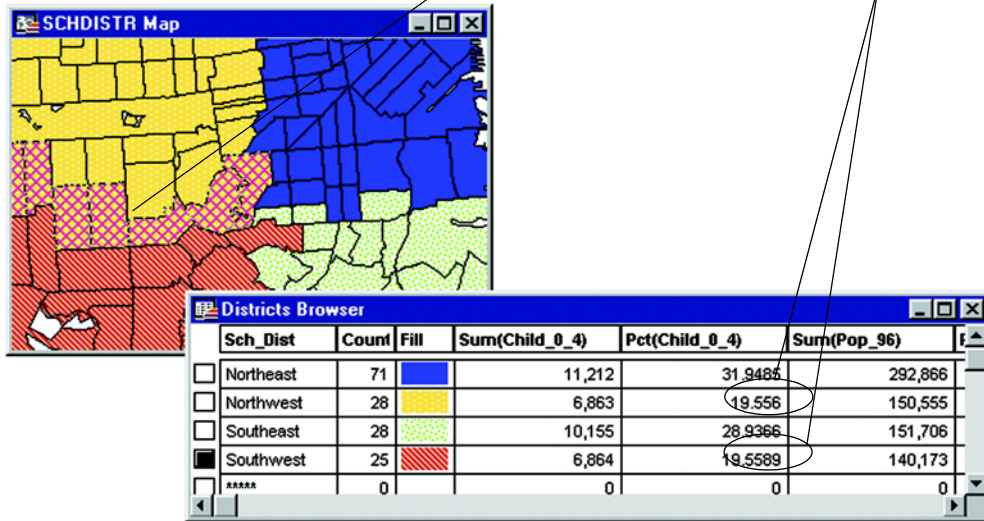 SCHDISTR Map
Districts Browser
Sch_Dist Count Fill Sum(Child_0_4) Pct(Child_0_4) Sum(Pop_96)
Northeast 71 11,212 31.9485 292,866
Northwest 28 6,863 19.556 150,555
Southeast 28 10,155 28.9366 151,706
Southwest 25 6,864 19.5589 140,173
***** 0 0 0 0